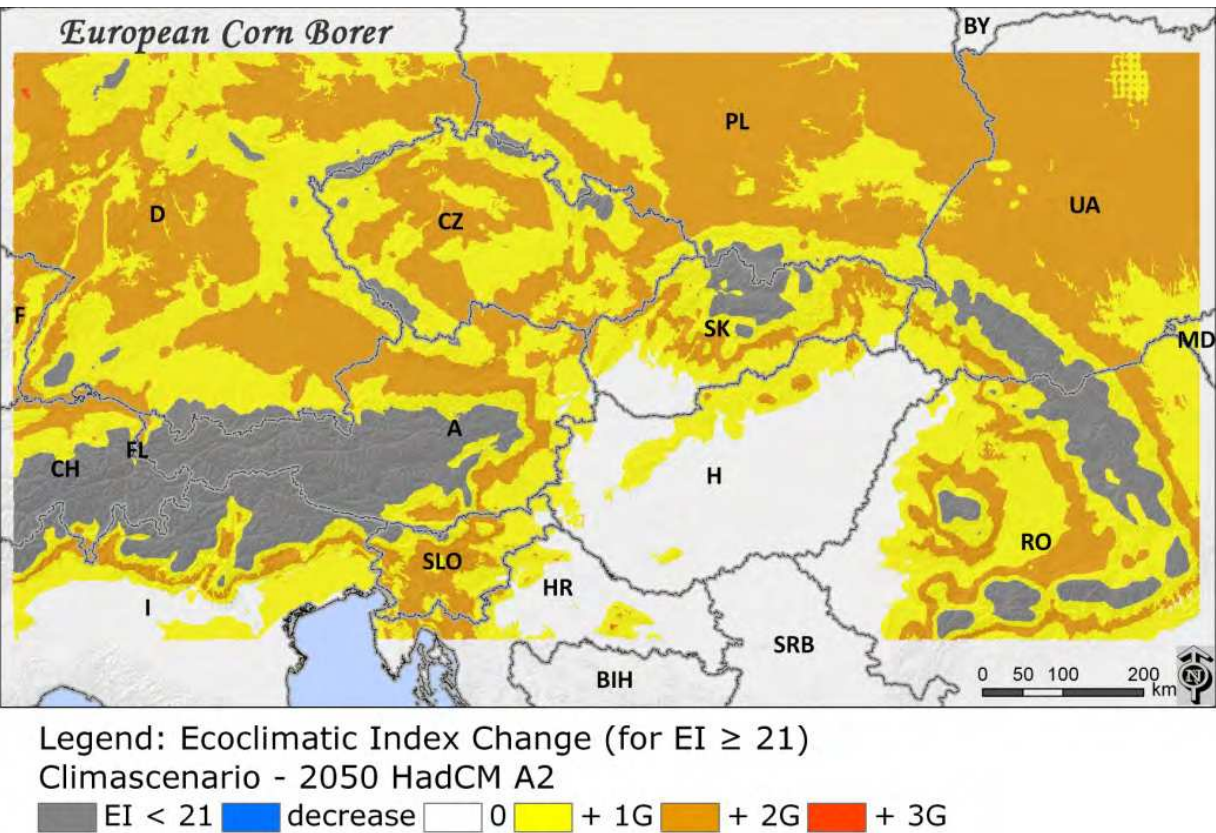 European Corn Borer
BY
PL
D
CZ
UA
F
SK
MD
A
FL
CH
H
RO
SLO
HR
I
SRB
BIH
0 50 100 200
km
N
Legend: Ecoclimatic Index Change (for EI ≥ 21)
Climascenario - 2050 HadCM A2
EI < 21 decrease 0 + 1G + 2G + 3G